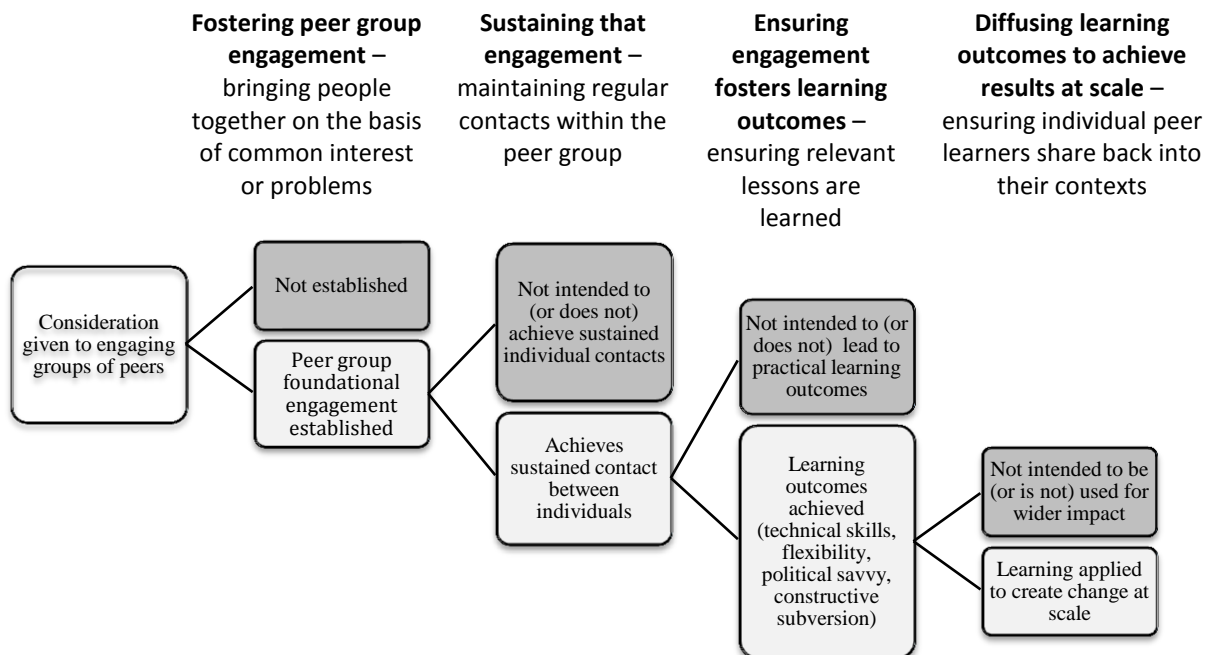 Fostering peer group
engagement –
bringing people
together on the basis
of common interest
or problems
Sustaining that
engagement –
maintaining regular
contacts within the
peer group
Ensuring
engagement
fosters learning
outcomes –
ensuring relevant
lessons are
learned
Diffusing learning
outcomes to achieve
results at scale –
ensuring individual peer
learners share back into
their contexts
Consideration
given to engaging
groups of peers
Not established
Peer group
foundational
engagement
established
Not intended to
(or does not)
achieve sustained
individual contacts
Achieves
sustained contact
between
individuals
Not intended to (or
does not) lead to
practical learning
outcomes
Learning
outcomes
achieved
(technical skills,
flexibility,
political savvy,
constructive
subversion)
Not intended to be
(or is not) used for
wider impact
Learning applied
to create change at
scale